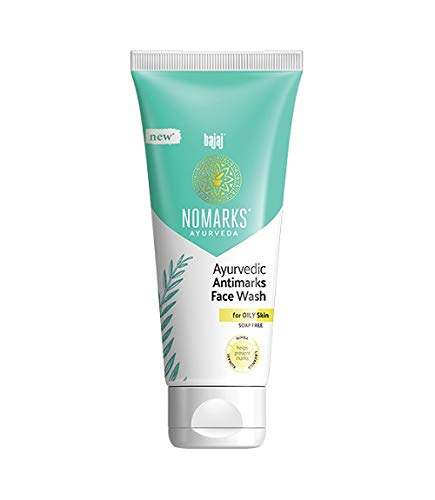 new*
bajaj
NOMARKS®
AYURVEDA
Ayurvedic
Antimarks
Face Wash
for OILY Skin
SOAP FREE
helps
prevent
marks